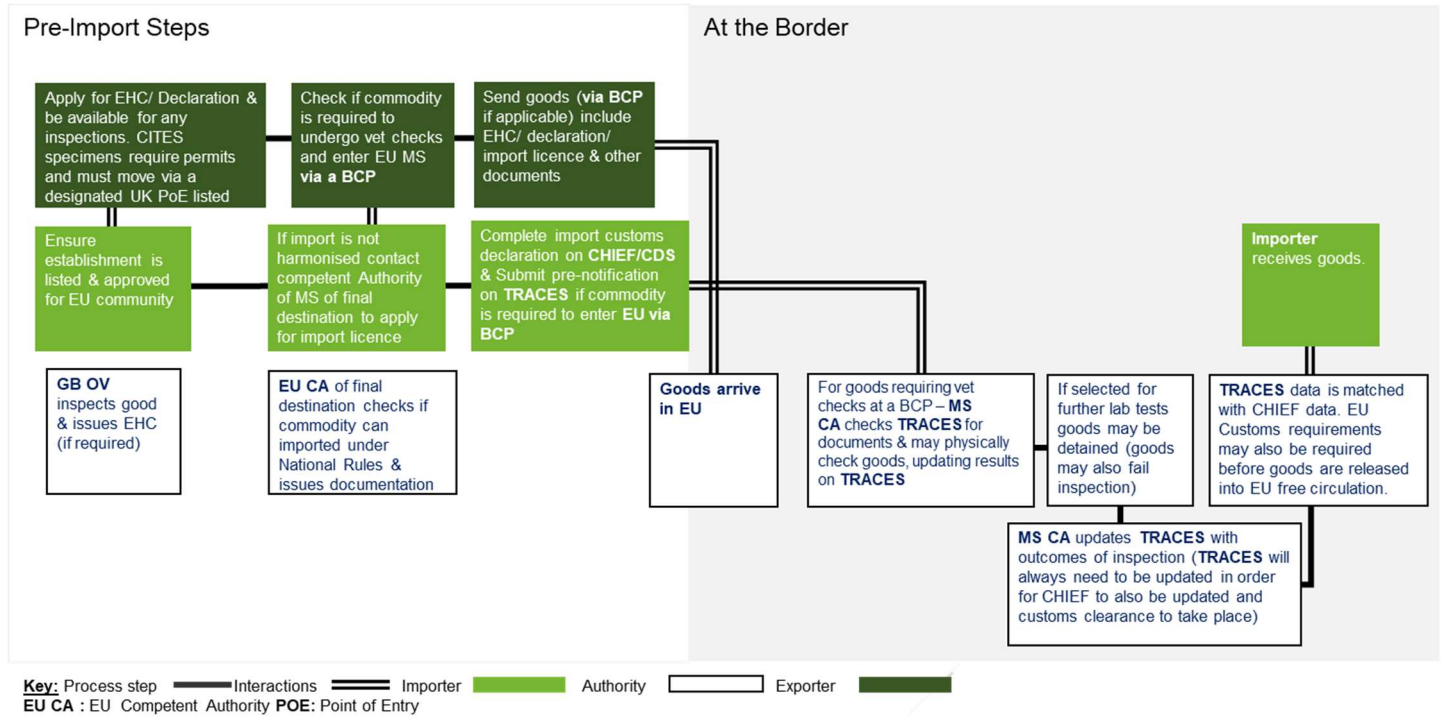 Pre-Import Steps
At the Border
Apply for EHC/ Declaration &
be available for any
inspections. CITES
specimens require permits
and must move via a
designated UK PoE listed
Check if commodity
is required to
undergo vet checks
and enter EU MS
via a BCP
Send goods (via BCP
if applicable) include
EHC/ declaration/
import licence & other
documents
Ensure
establishment is
listed & approved
for EU community
If import is not
harmonised contact
competent Authority
of MS of final
destination to apply
for import licence
Complete import customs
declaration on CHIEF/CDS
& Submit pre-notification
on TRACES if commodity
is required to enter EU via
BCP
Importer
receives goods.
GB OV
inspects good
& issues EHC
(if required)
EU CA of final
destination checks if
commodity can
imported under
National Rules &
issues documentation
Goods arrive
in EU
For goods requiring vet
checks at a BCP – MS
CA checks TRACES for
documents & may physically
check goods, updating results
on TRACES
If selected for
further lab tests
goods may be
detained (goods
may also fail
inspection)
TRACES data is matched
with CHIEF data. EU
Customs requirements
may also be required
before goods are released
into EU free circulation.
MS CA updates TRACES with
outcomes of inspection (TRACES will
always need to be updated in order
for CHIEF to also be updated and
customs clearance to take place)
Key: Process step Interactions Importer Authority Exporter
EU CA : EU Competent Authority POE: Point of Entry